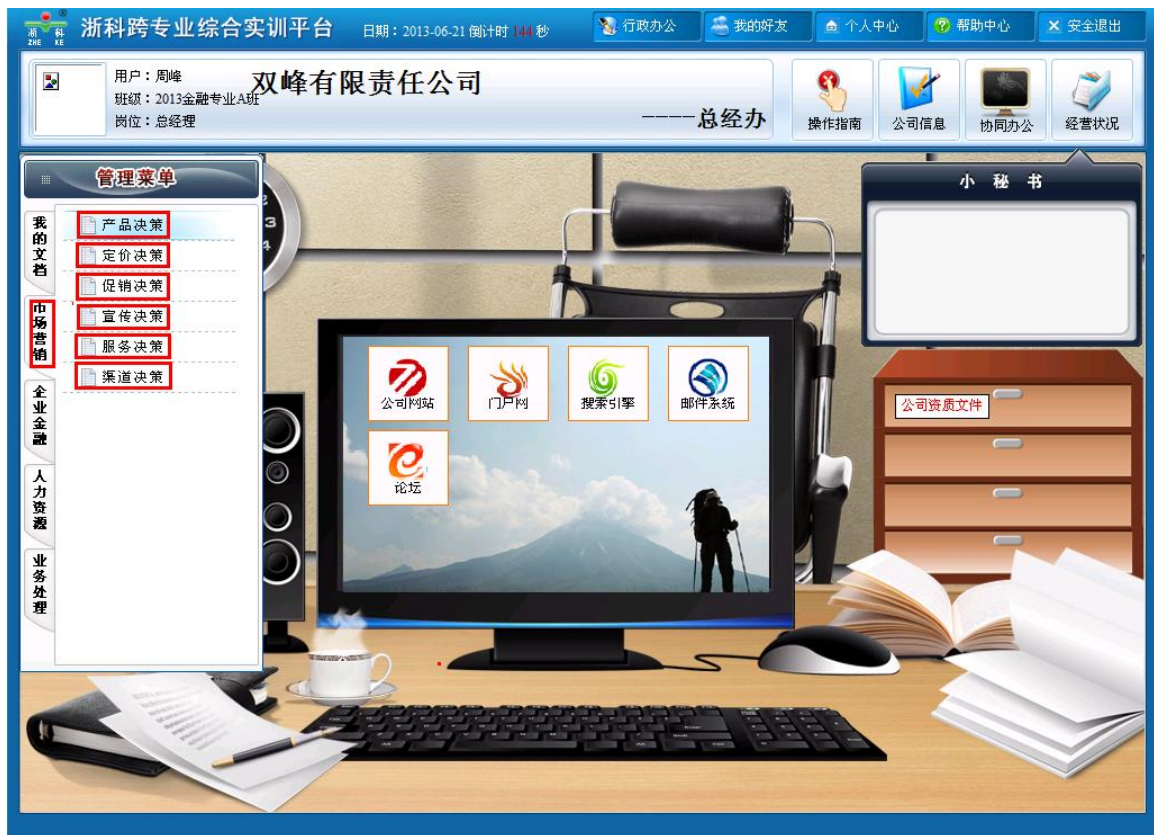 浙科
ZHE KE
浙科跨专业综合实训平台
日期：2013-06-21 倒计时 144 秒
行政办公
我的好友
个人中心
帮助中心
安全退出
用户：周峰
班级：2013金融专业A班
岗位：总经理
双峰有限责任公司
----总经办
操作指南
公司信息
协同办公
经营状况
管理菜单
我的文档
市场营销
企业金融
人力资源
业务处理
产品决策
定价决策
促销决策
宣传决策
服务决策
渠道决策
3
4
公司网站
门户网
搜索引擎
邮件系统
论坛
小秘书
公司资质文件